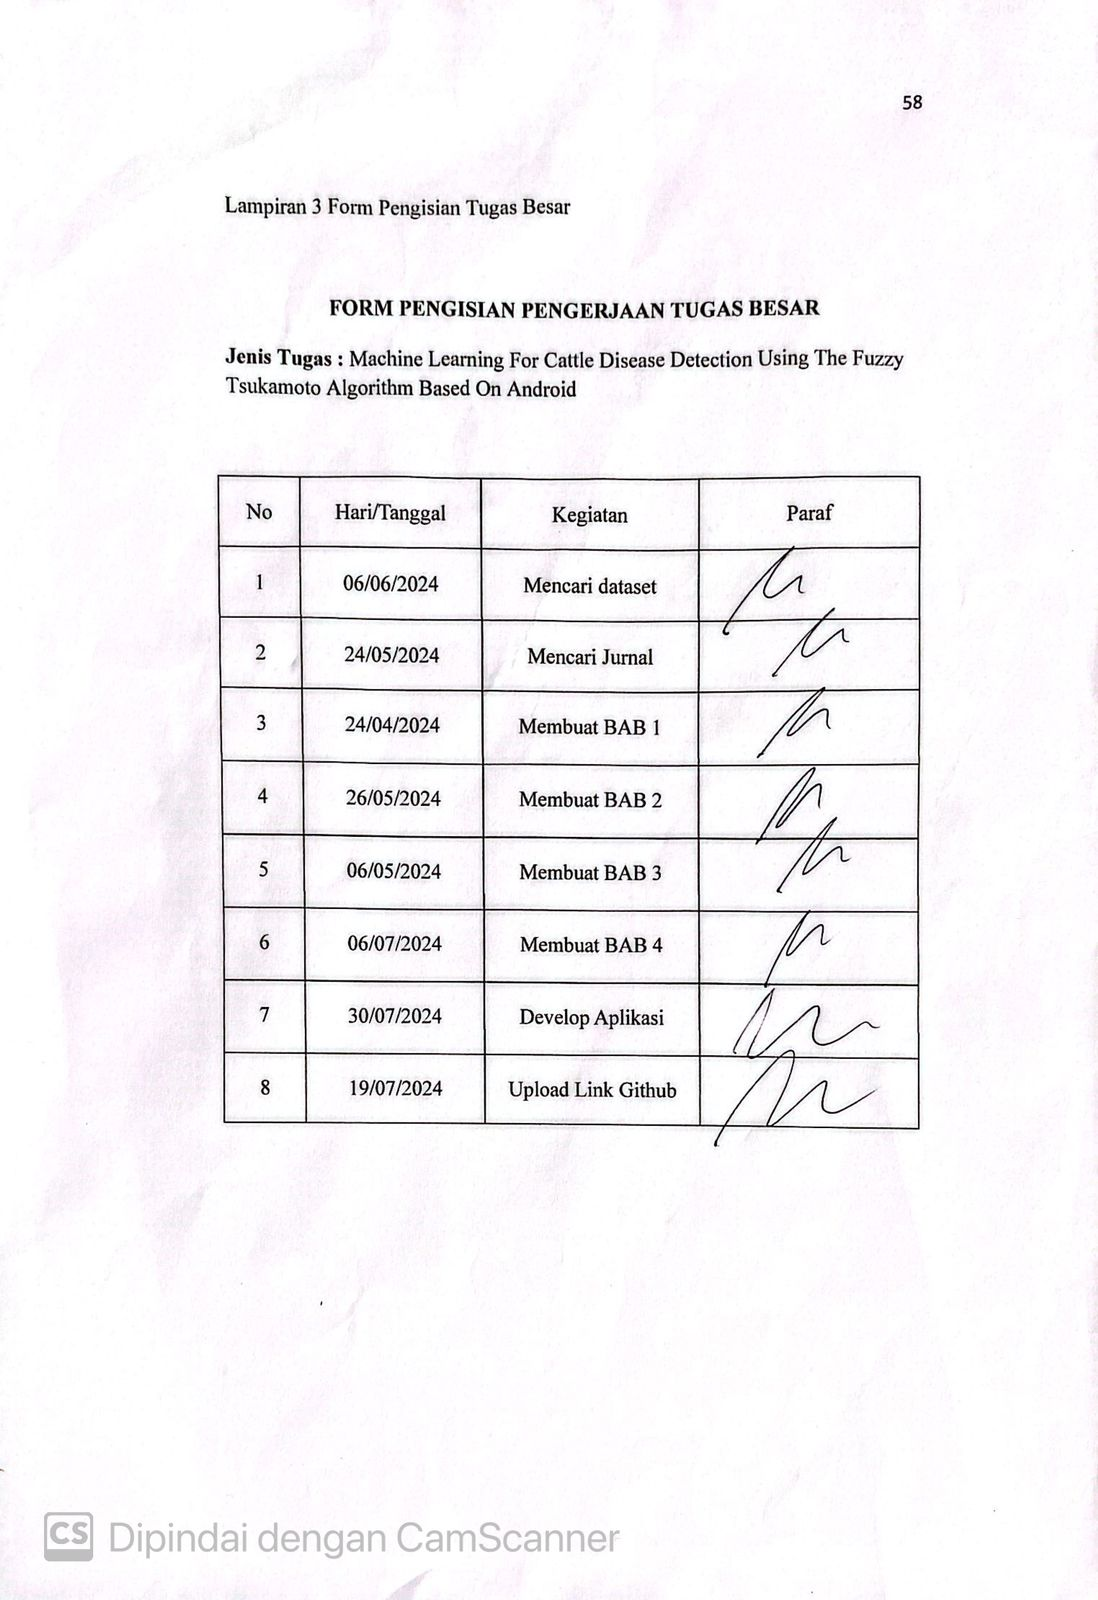 58
Lampiran 3 Form Pengisian Tugas Besar
FORM PENGISIAN PENGERJAAN TUGAS BESAR
Jenis Tugas : Machine Learning For Cattle Disease Detection Using The Fuzzy
Tsukamoto Algorithm Based On Android
No Hari/Tanggal Kegiatan Paraf
1 06/06/2024 Mencari dataset
2 24/05/2024 Mencari Jurnal
3 24/04/2024 Membuat BAB 1
4 26/05/2024 Membuat BAB 2
5 06/05/2024 Membuat BAB 3
6 06/07/2024 Membuat BAB 4
7 30/07/2024 Develop Aplikasi
8 19/07/2024 Upload Link Github
CS Dipindai dengan CamScanner